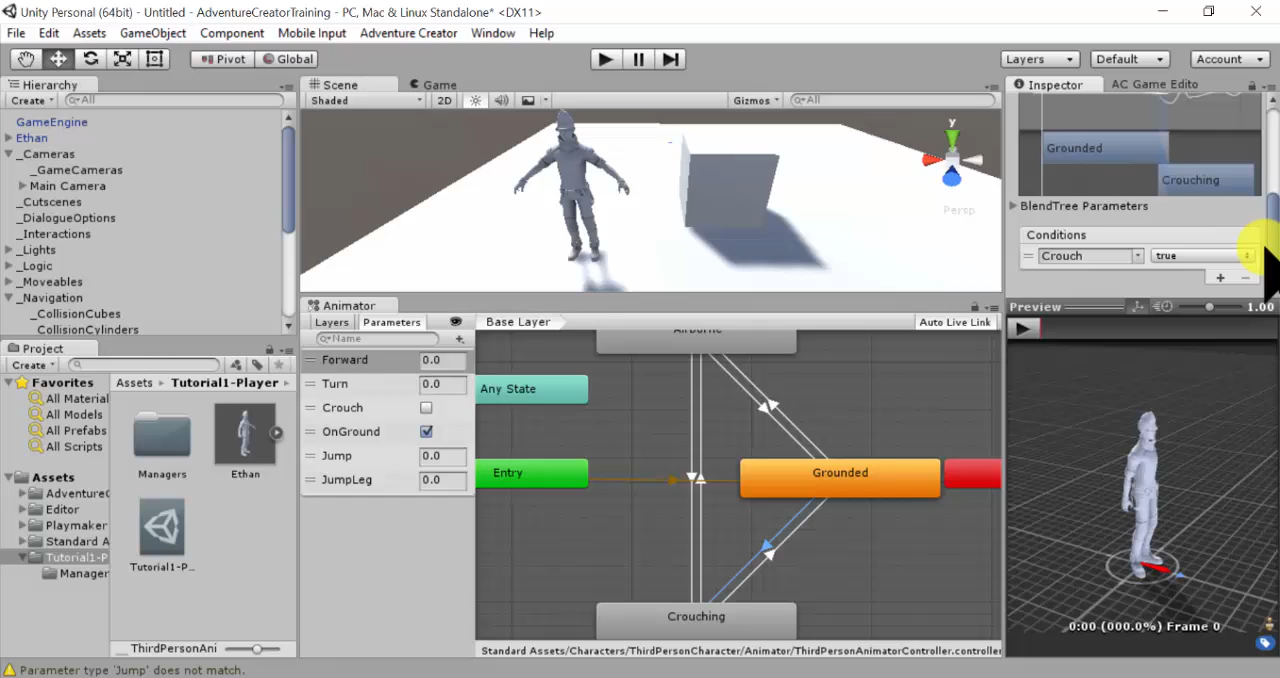 Unity Personal (64bit) - Untitled - AdventureCreatorTraining - PC, Mac & Linux Standalone* <DX11>
File Edit Assets GameObject Component Mobile Input Adventure Creator Window Help
Pivot Global Layers Default Account
Hierarchy
Create All
GameEngine
Ethan
_Cameras
_GameCameras
Main Camera
_Cutscenes
_DialogueOptions
_Interactions
_Lights
_Logic
_Moveables
_Navigation
_CollisionCubes
_CollisionCylinders
Scene Game
Shaded 2D Gizmos All
y
Persp
Inspector AC Game Edito
Grounded
Crouching
BlendTree Parameters
Conditions
Crouch true
Preview 1.00
0:00 (000.0%) Frame 0
Project
Create
Favorites
All Material
All Models
All Prefabs
All Scripts
Assets
AdventureC
Editor
Playmaker
Standard A
Tutorial1-P
Manager
Assets Tutorial1-Player
Managers
Ethan
Tutorial1-P...
ThirdPersonAni
Animator
Layers Parameters Base Layer Auto Live Link
Name
Forward 0.0
Turn 0.0
Crouch
OnGround
Jump 0.0
JumpLeg 0.0
Airborne
Any State
Entry
Grounded
Crouching
Standard Assets/Characters/ThirdPersonCharacter/Animator/ThirdPersonAnimatorController.controller
Parameter type 'Jump' does not match.